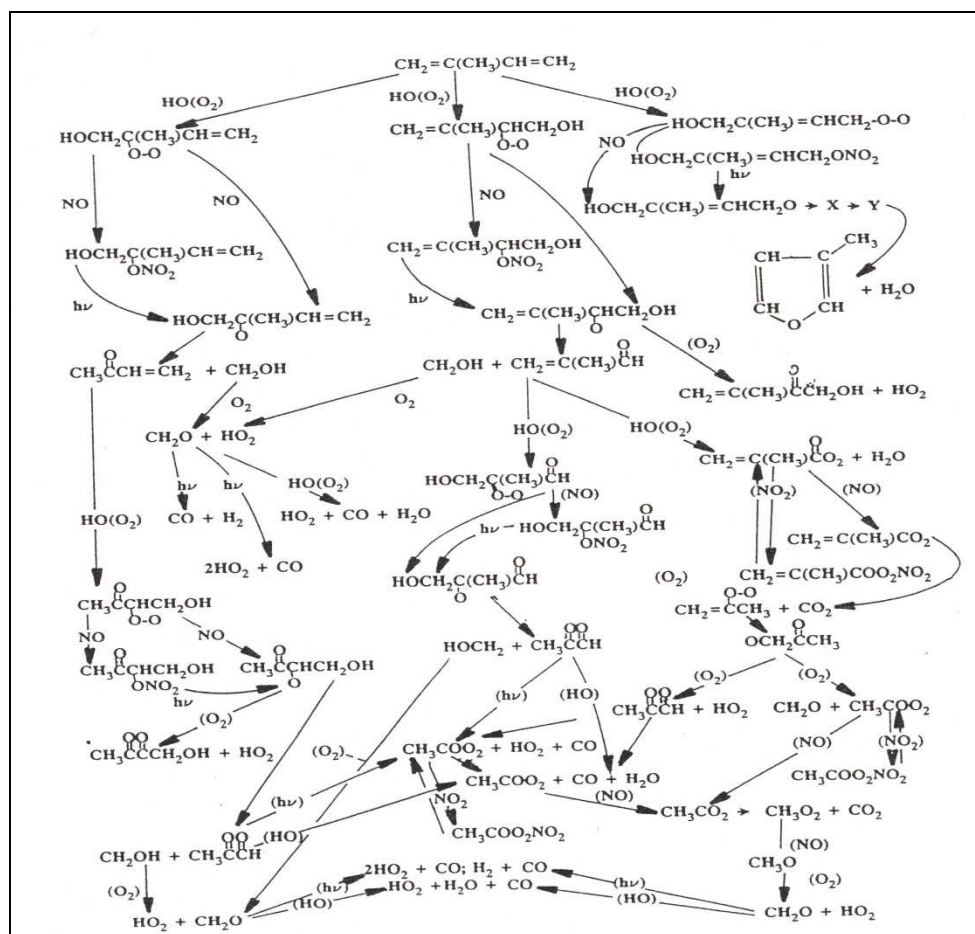 CH₂=C(CH₃)CH=CH₂
HO(O₂) HO(O₂) HO(O₂)
HOCH₂C(CH₃)CH=CH₂ CH₂=C(CH₃)CHCH₂OH HOCH₂C(CH₃)=CHCH₂-O-O
O-O O-O NO
HOCH₂C(CH₃)=CHCH₂ONO₂
NO NO NO hν
HOCH₂C(CH₃)=CHCH₂O → X → Y
HOCH₂C(CH₃)CH=CH₂ CH₂=C(CH₃)CHCH₂OH
ONO₂ ONO₂
CH CH₃
+ H₂O
CH CH
O
hν hν
HOCH₂C(CH₃)CH=CH₂ CH₂=C(CH₃)CHCH₂OH
O O
O O (O₂)
CH₃CCH=CH₂ + CH₂OH CH₂OH + CH₂=C(CH₃)CH
O
CH₂=C(CH₃)CCH₂OH + HO₂
O₂ O₂
CH₂O + HO₂ HO(O₂) HO(O₂) O
CH₂=C(CH₃)CO₂ + H₂O
hν hν HO(O₂) O
HOCH₂C(CH₃)CH
O-O (NO) (NO₂) (NO)
HO(O₂) CO + H₂ HO₂ + CO + H₂O hν O
HOCH₂C(CH₃)CH
ONO₂ CH₂=C(CH₃)CO₂
2HO₂ + CO O
HOCH₂C(CH₃)CH
O
(O₂) CH₂=C(CH₃)COO₂NO₂
O O-O
CH₃CCHCH₂OH CH₂=CCH₃ + CO₂
O-O
NO NO O
OCH₂CCH₃
O O OO
CH₃CCHCH₂OH CH₃CCHCH₂OH HOCH₂ + CH₃CCH
ONO₂ O
hν (O₂) (O₂)
(O₂) (hν) (HO) OO
CH₃CCH + HO₂ CH₂O + CH₃COO₂
OO
CH₃CCCH₂OH + HO₂ (O₂) CH₃COO₂ + HO₂ + CO (NO) (NO₂)
CH₃COO₂NO₂
(hν) CH₃COO₂ + CO + H₂O
NO₂ (NO)
CH₃CO₂ → CH₃O₂ + CO₂
OO (HO) CH₃COO₂NO₂
CH₂OH + CH₃CCH (NO)
2HO₂ + CO; H₂ + CO CH₃O
(O₂) (hν) HO₂ + H₂O + CO (hν) (O₂)
(HO) (HO)
HO₂ + CH₂O CH₂O + HO₂